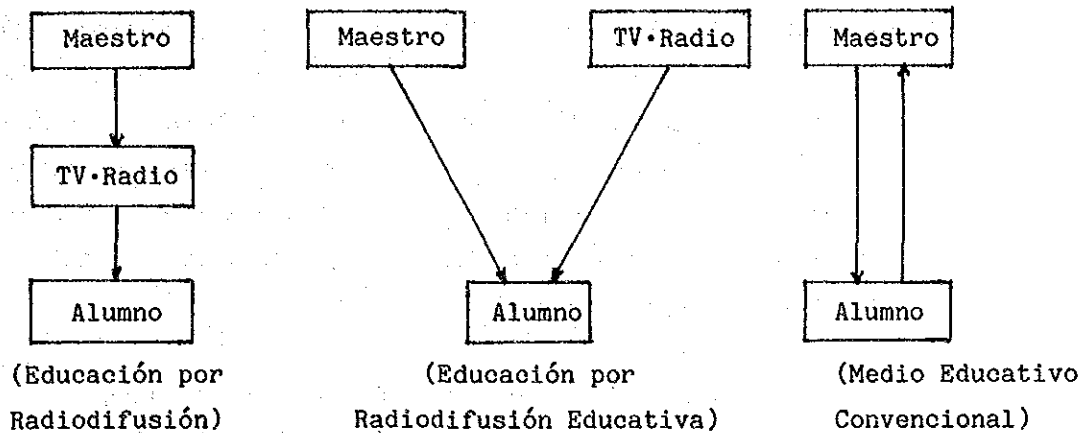 Maestro
TV·Radio
Alumno
(Educación por
Radiodifusión)
Maestro
TV·Radio
Alumno
(Educación por
Radiodifusión Educativa)
Maestro
Alumno
(Medio Educativo
Convencional)